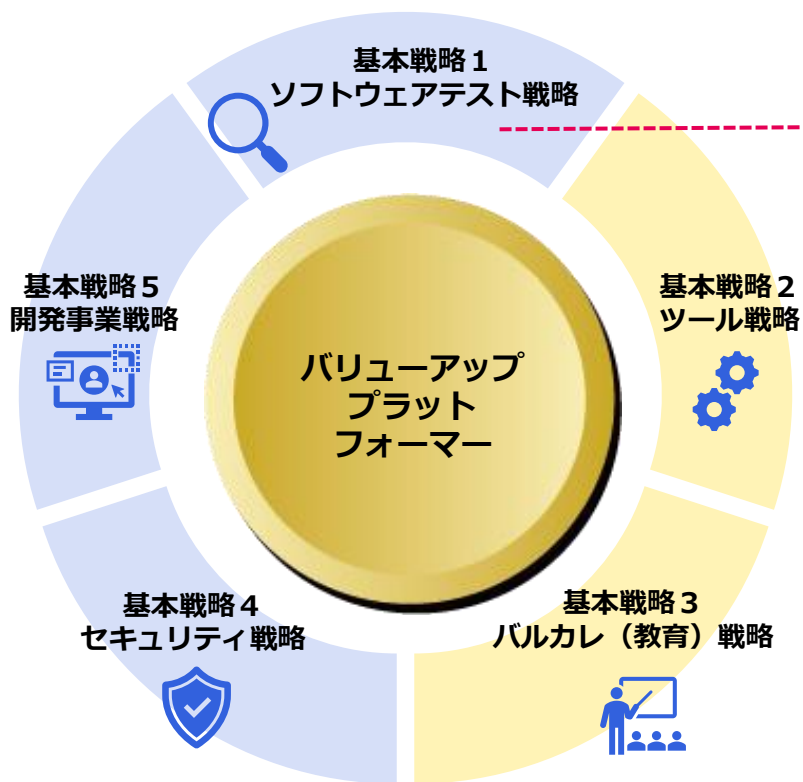 基本戦略１
ソフトウェアテスト戦略
基本戦略２
ツール戦略
基本戦略３
バルカレ（教育）戦略
基本戦略４
セキュリティ戦略
基本戦略５
開発事業戦略
バリューアップ
プラット
フォーマー